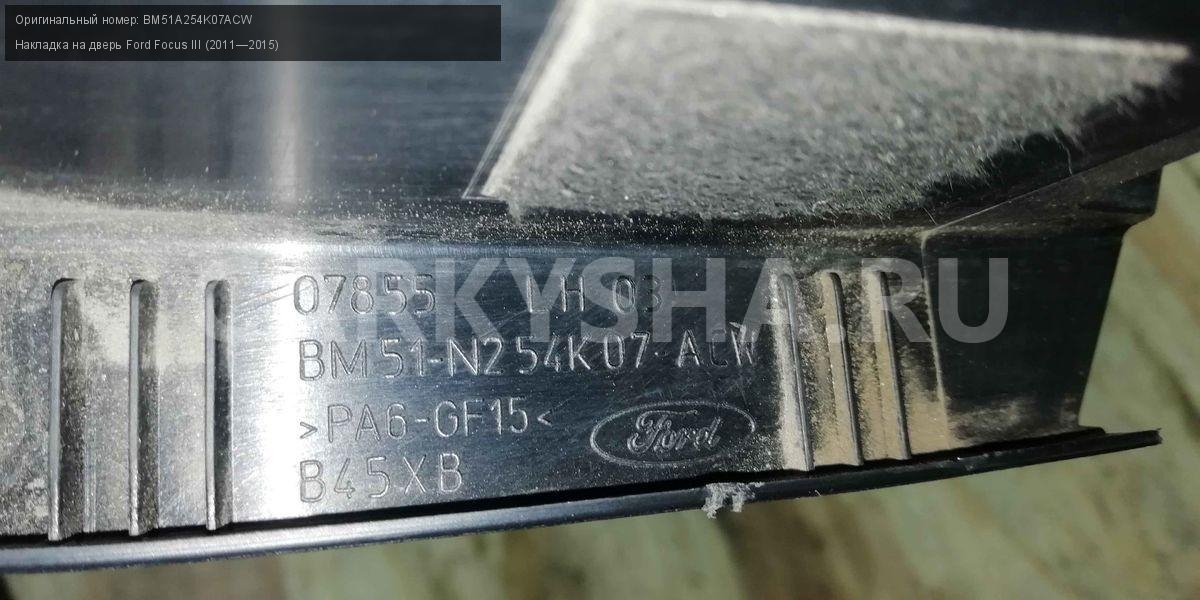 Оригинальный номер: BM51A254K07ACW
Накладка на дверь Ford Focus III (2011—2015)
CARKYSHA.RU
07855 LH 03
BM51-N254K07-ACW
>PA6-GF15<
Ford
B45XB